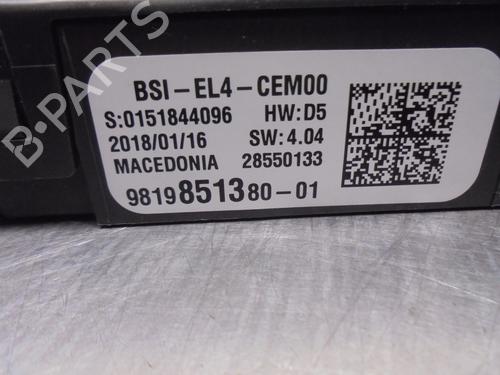 B-PARTS
BSI-EL4-CEM00
S:0151844096 HW:D5
2018/01/16 SW:4.04
MACEDONIA 28550133
9819851380-01